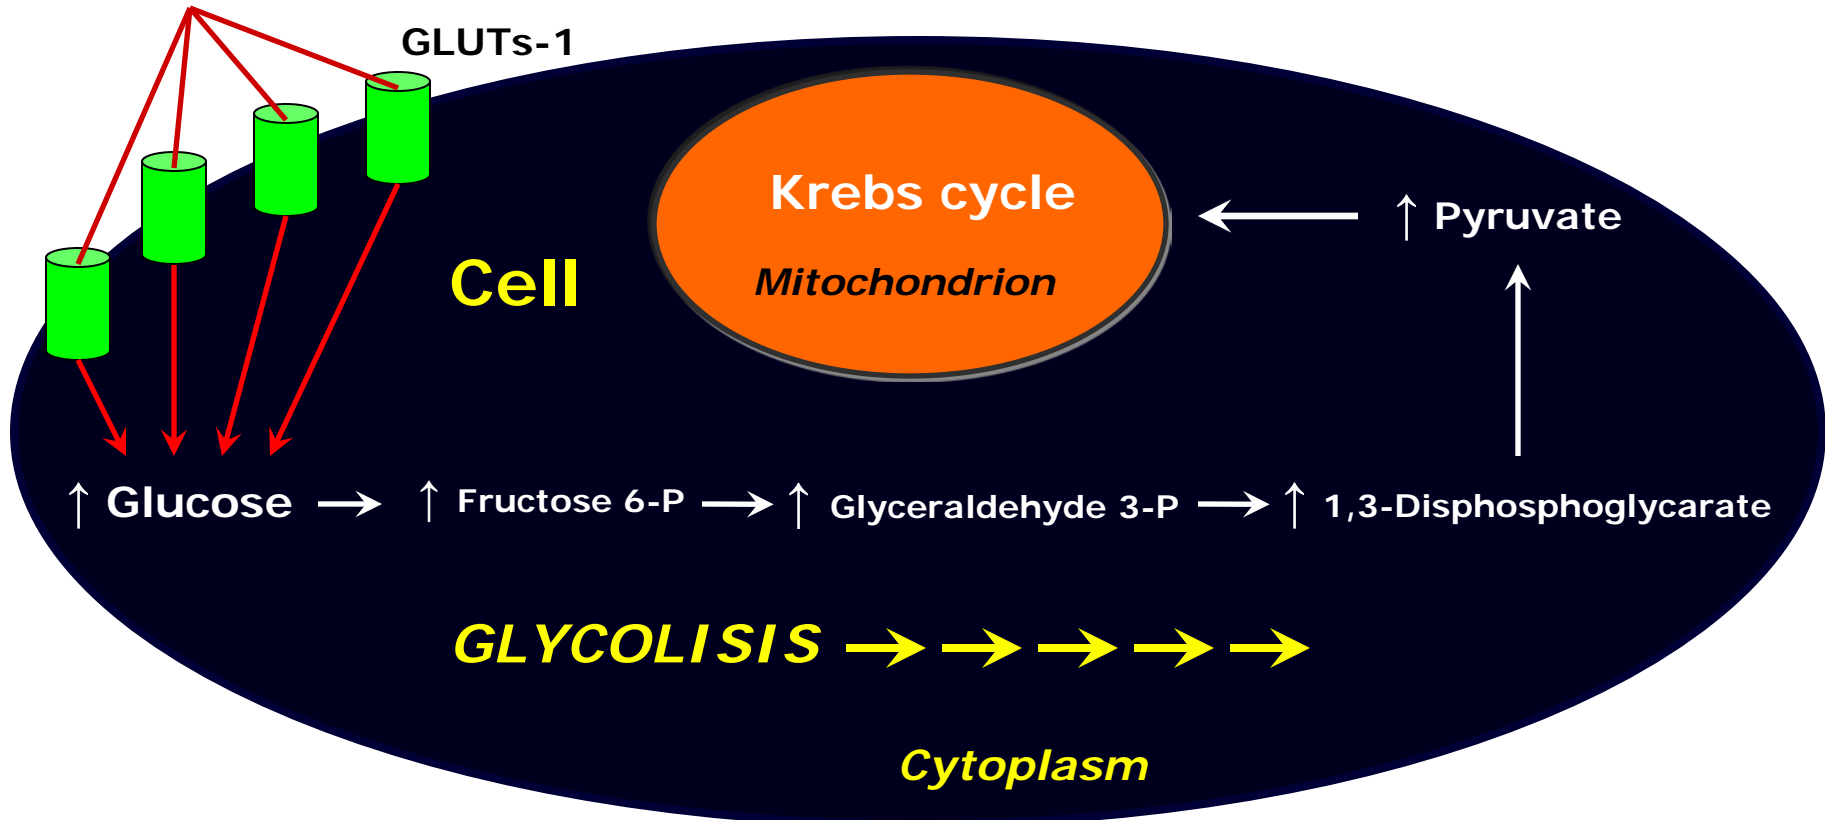 GLUTs-1
Krebs cycle
↑ Pyruvate
Cell
Mitochondrion
↑ Glucose → ↑ Fructose 6-P → ↑ Glyceraldehyde 3-P → ↑ 1,3-Disphosphoglycarate
GLYCOLISIS
Cytoplasm